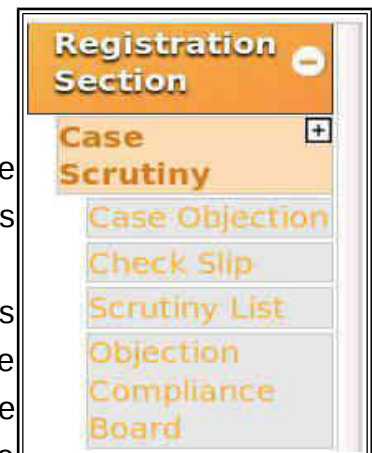 Registration
Section
Case
Scrutiny
Case Objection
Check Slip
Scrutiny List
Objection
Compliance
Board